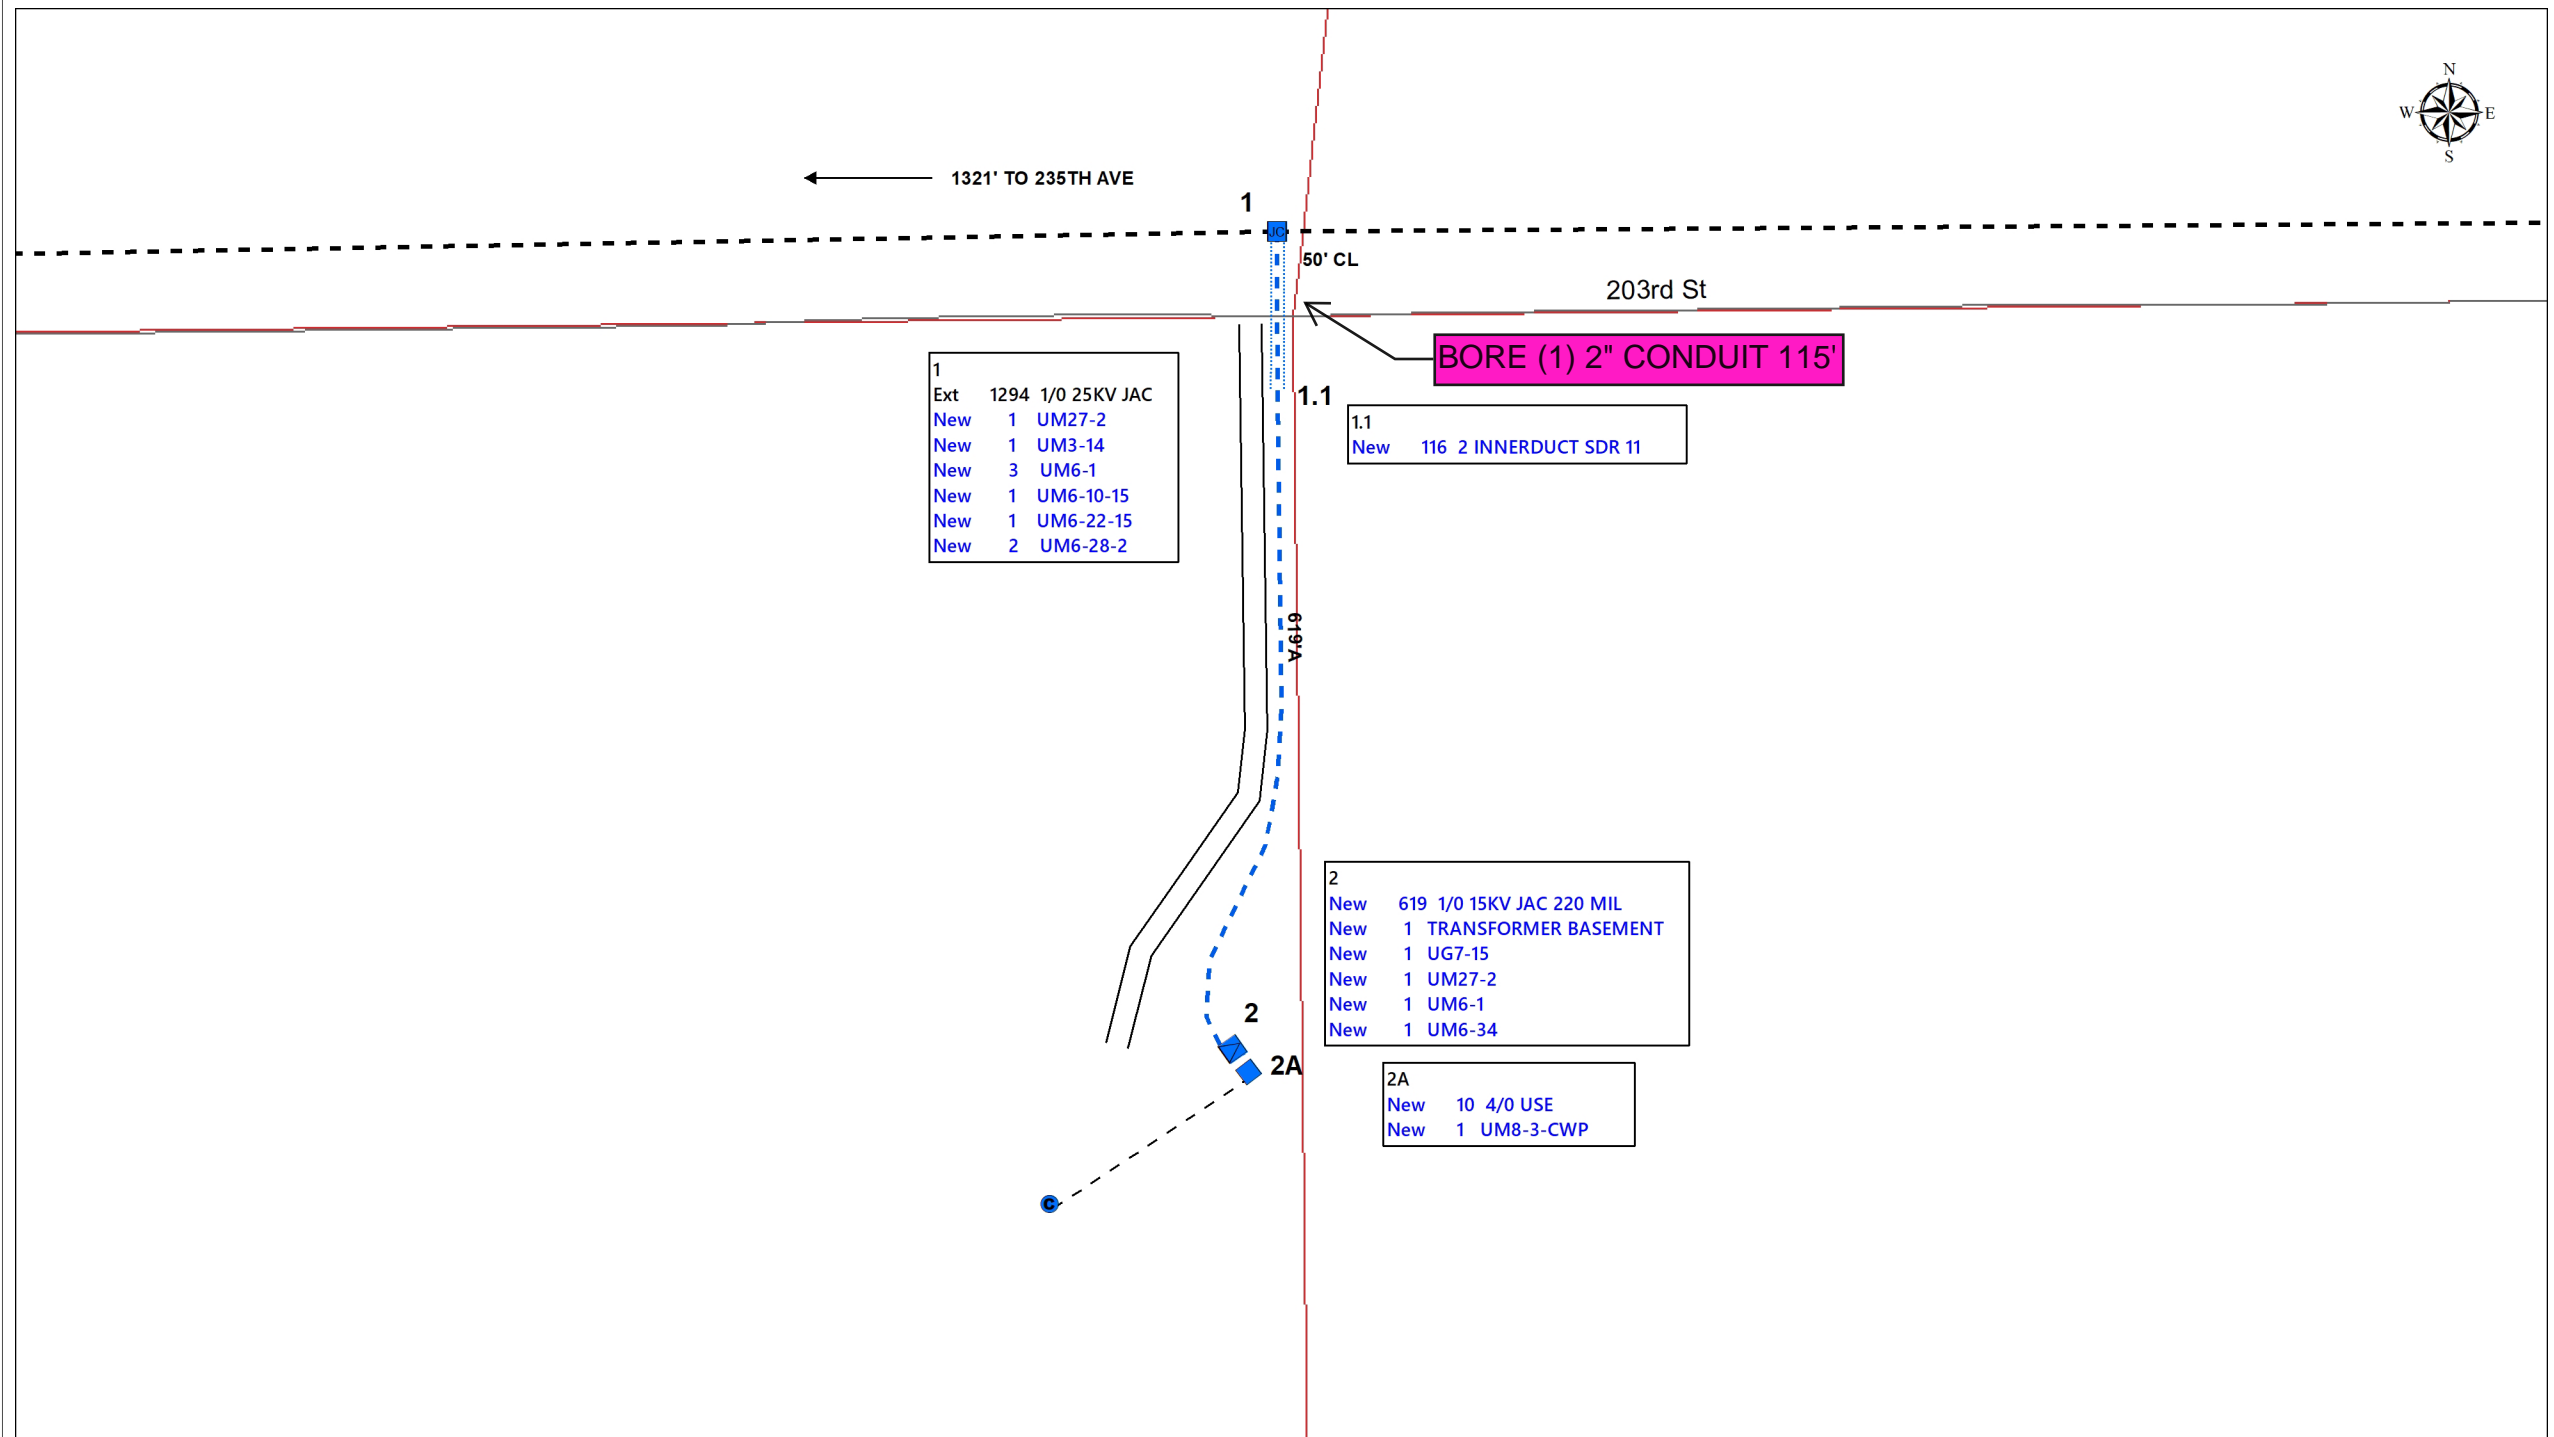 N
W E
S
1321' TO 235TH AVE
1
JC
50' CL
203rd St
BORE (1) 2" CONDUIT 115'
1
Ext 1294 1/0 25KV JAC
New 1 UM27-2
New 1 UM3-14
New 3 UM6-1
New 1 UM6-10-15
New 1 UM6-22-15
New 2 UM6-28-2
1.1
1.1
New 116 2 INNERDUCT SDR 11
619'A
2
New 619 1/0 15KV JAC 220 MIL
New 1 TRANSFORMER BASEMENT
New 1 UG7-15
New 1 UM27-2
New 1 UM6-1
New 1 UM6-34
2
2A
2A
New 10 4/0 USE
New 1 UM8-3-CWP
C